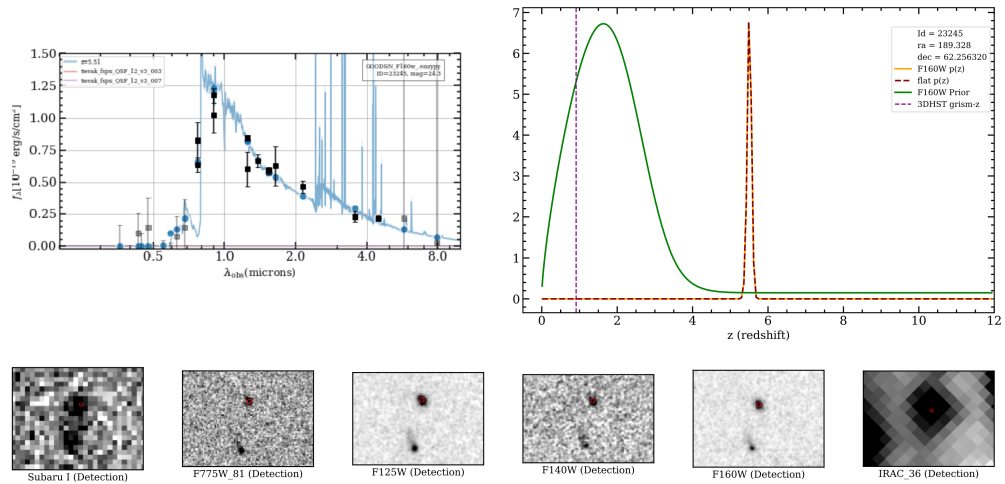 1.50
1.25
1.00
0.75
0.50
0.25
0.00
fλ[10⁻¹⁹ erg/s/cm²]
z=5.51
tweak_fsps_QSF_12_v3_003
tweak_fsps_QSF_12_v3_007
GOODSN_F160w_eazypy
ID=23245, mag=24.3
0.5 1.0 2.0 4.0 8.0
λobs(microns)
7
6
5
4
3
2
1
0
Id = 23245
ra = 189.328
dec = 62.256320
F160W p(z)
flat p(z)
F160W Prior
3DHST grism-z
0 2 4 6 8 10 12
z (redshift)
Subaru I (Detection)
F775W_81 (Detection)
F125W (Detection)
F140W (Detection)
F160W (Detection)
IRAC_36 (Detection)